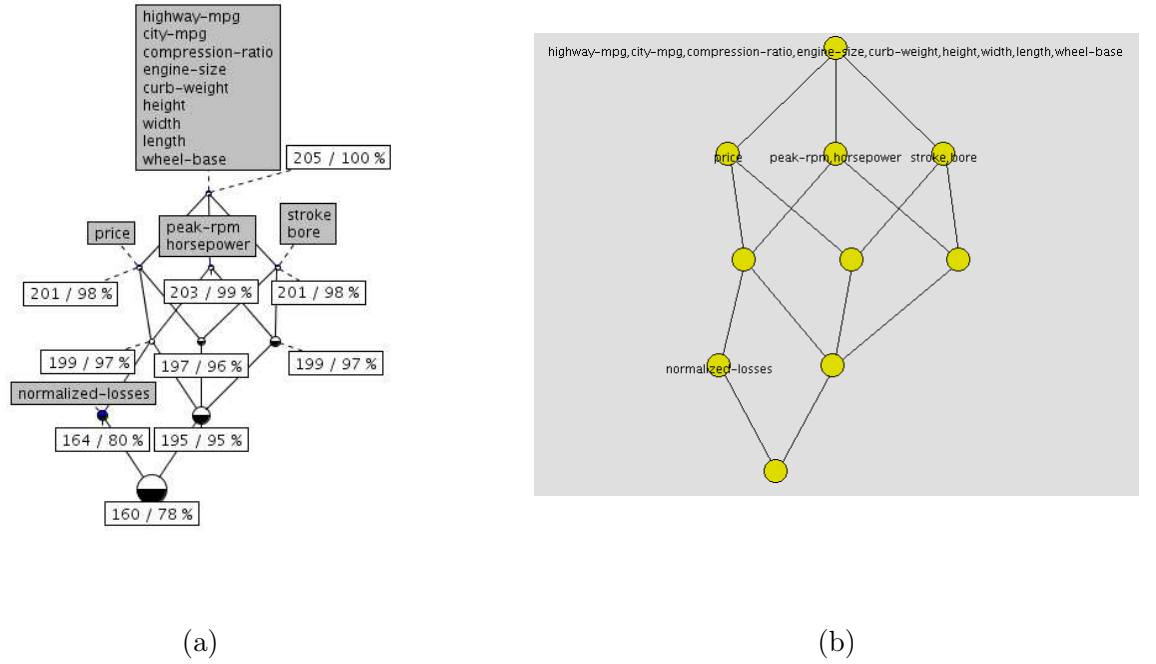 highway-mpg
city-mpg
compression-ratio
engine-size
curb-weight
height
width
length
wheel-base
205 / 100 %
price
peak-rpm
horsepower
stroke
bore
201 / 98 %
203 / 99 %
201 / 98 %
199 / 97 %
197 / 96 %
199 / 97 %
normalized-losses
164 / 80 %
195 / 95 %
160 / 78 %
(a)
highway-mpg,city-mpg,compression-ratio,engine-size,curb-weight,height,width,length,wheel-base
price
peak-rpm,horsepower
stroke,bore
normalized-losses
(b)